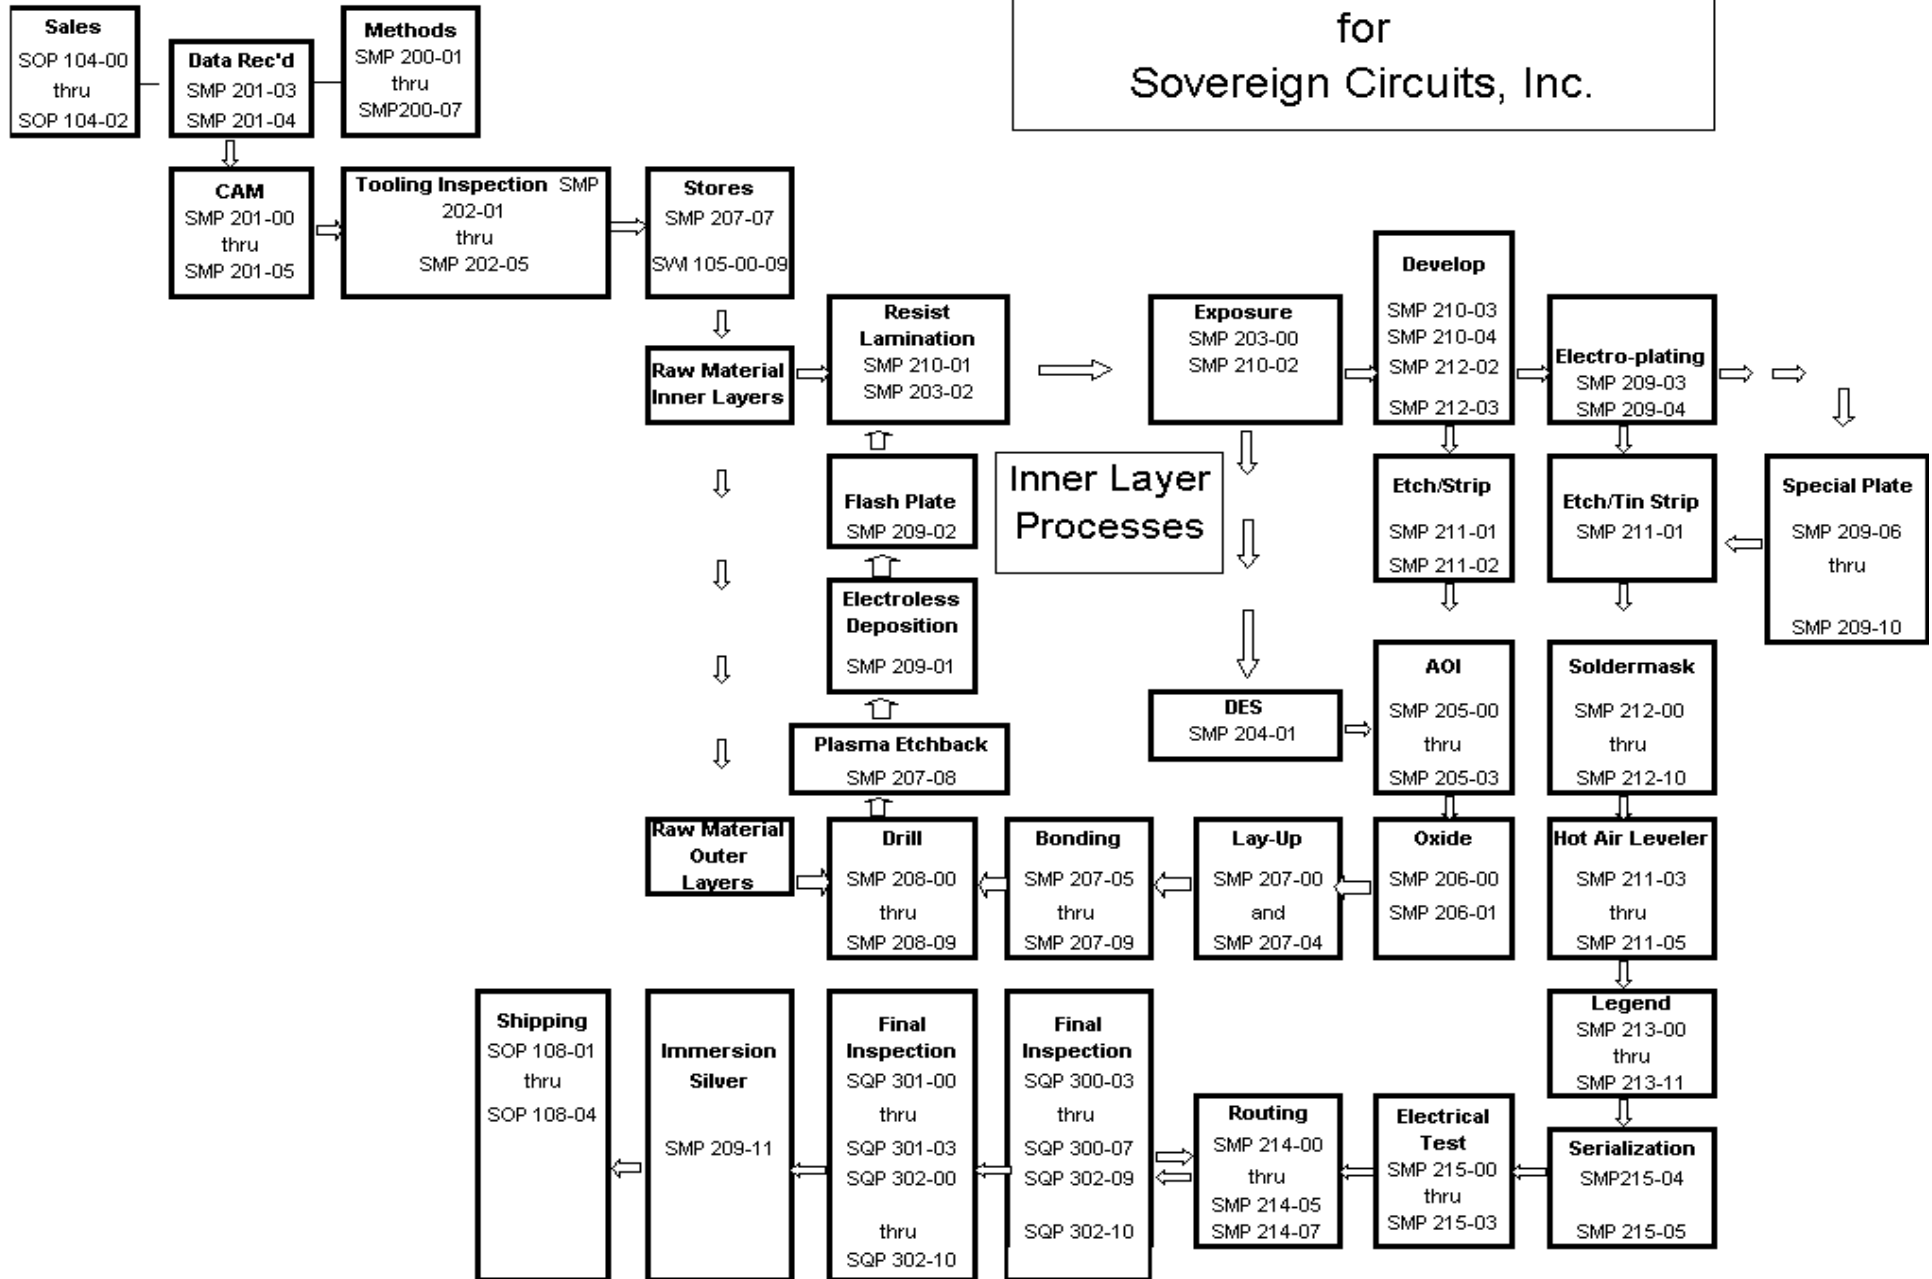 for
Sovereign Circuits, Inc.
Sales
SOP 104-00
thru
SOP 104-02
Data Rec'd
SMP 201-03
SMP 201-04
Methods
SMP 200-01
thru
SMP200-07
CAM
SMP 201-00
thru
SMP 201-05
Tooling Inspection SMP
202-01
thru
SMP 202-05
Stores
SMP 207-07
SWI 105-00-09
Raw Material
Inner Layers
Resist
Lamination
SMP 210-01
SMP 203-02
Exposure
SMP 203-00
SMP 210-02
Develop
SMP 210-03
SMP 210-04
SMP 212-02
SMP 212-03
Electro-plating
SMP 209-03
SMP 209-04
Flash Plate
SMP 209-02
Inner Layer
Processes
Etch/Strip
SMP 211-01
SMP 211-02
Etch/Tin Strip
SMP 211-01
Special Plate
SMP 209-06
thru
SMP 209-10
Electroless
Deposition
SMP 209-01
Plasma Etchback
SMP 207-08
DES
SMP 204-01
AOI
SMP 205-00
thru
SMP 205-03
Soldermask
SMP 212-00
thru
SMP 212-10
Raw Material
Outer
Layers
Drill
SMP 208-00
thru
SMP 208-09
Bonding
SMP 207-05
thru
SMP 207-09
Lay-Up
SMP 207-00
and
SMP 207-04
Oxide
SMP 206-00
SMP 206-01
Hot Air Leveler
SMP 211-03
thru
SMP 211-05
Legend
SMP 213-00
thru
SMP 213-11
Shipping
SOP 108-01
thru
SOP 108-04
Immersion
Silver
SMP 209-11
Final
Inspection
SQP 301-00
thru
SQP 301-03
SQP 302-00
thru
SQP 302-10
Final
Inspection
SQP 300-03
thru
SQP 300-07
SQP 302-09
SQP 302-10
Routing
SMP 214-00
thru
SMP 214-05
SMP 214-07
Electrical
Test
SMP 215-00
thru
SMP 215-03
Serialization
SMP215-04
SMP 215-05